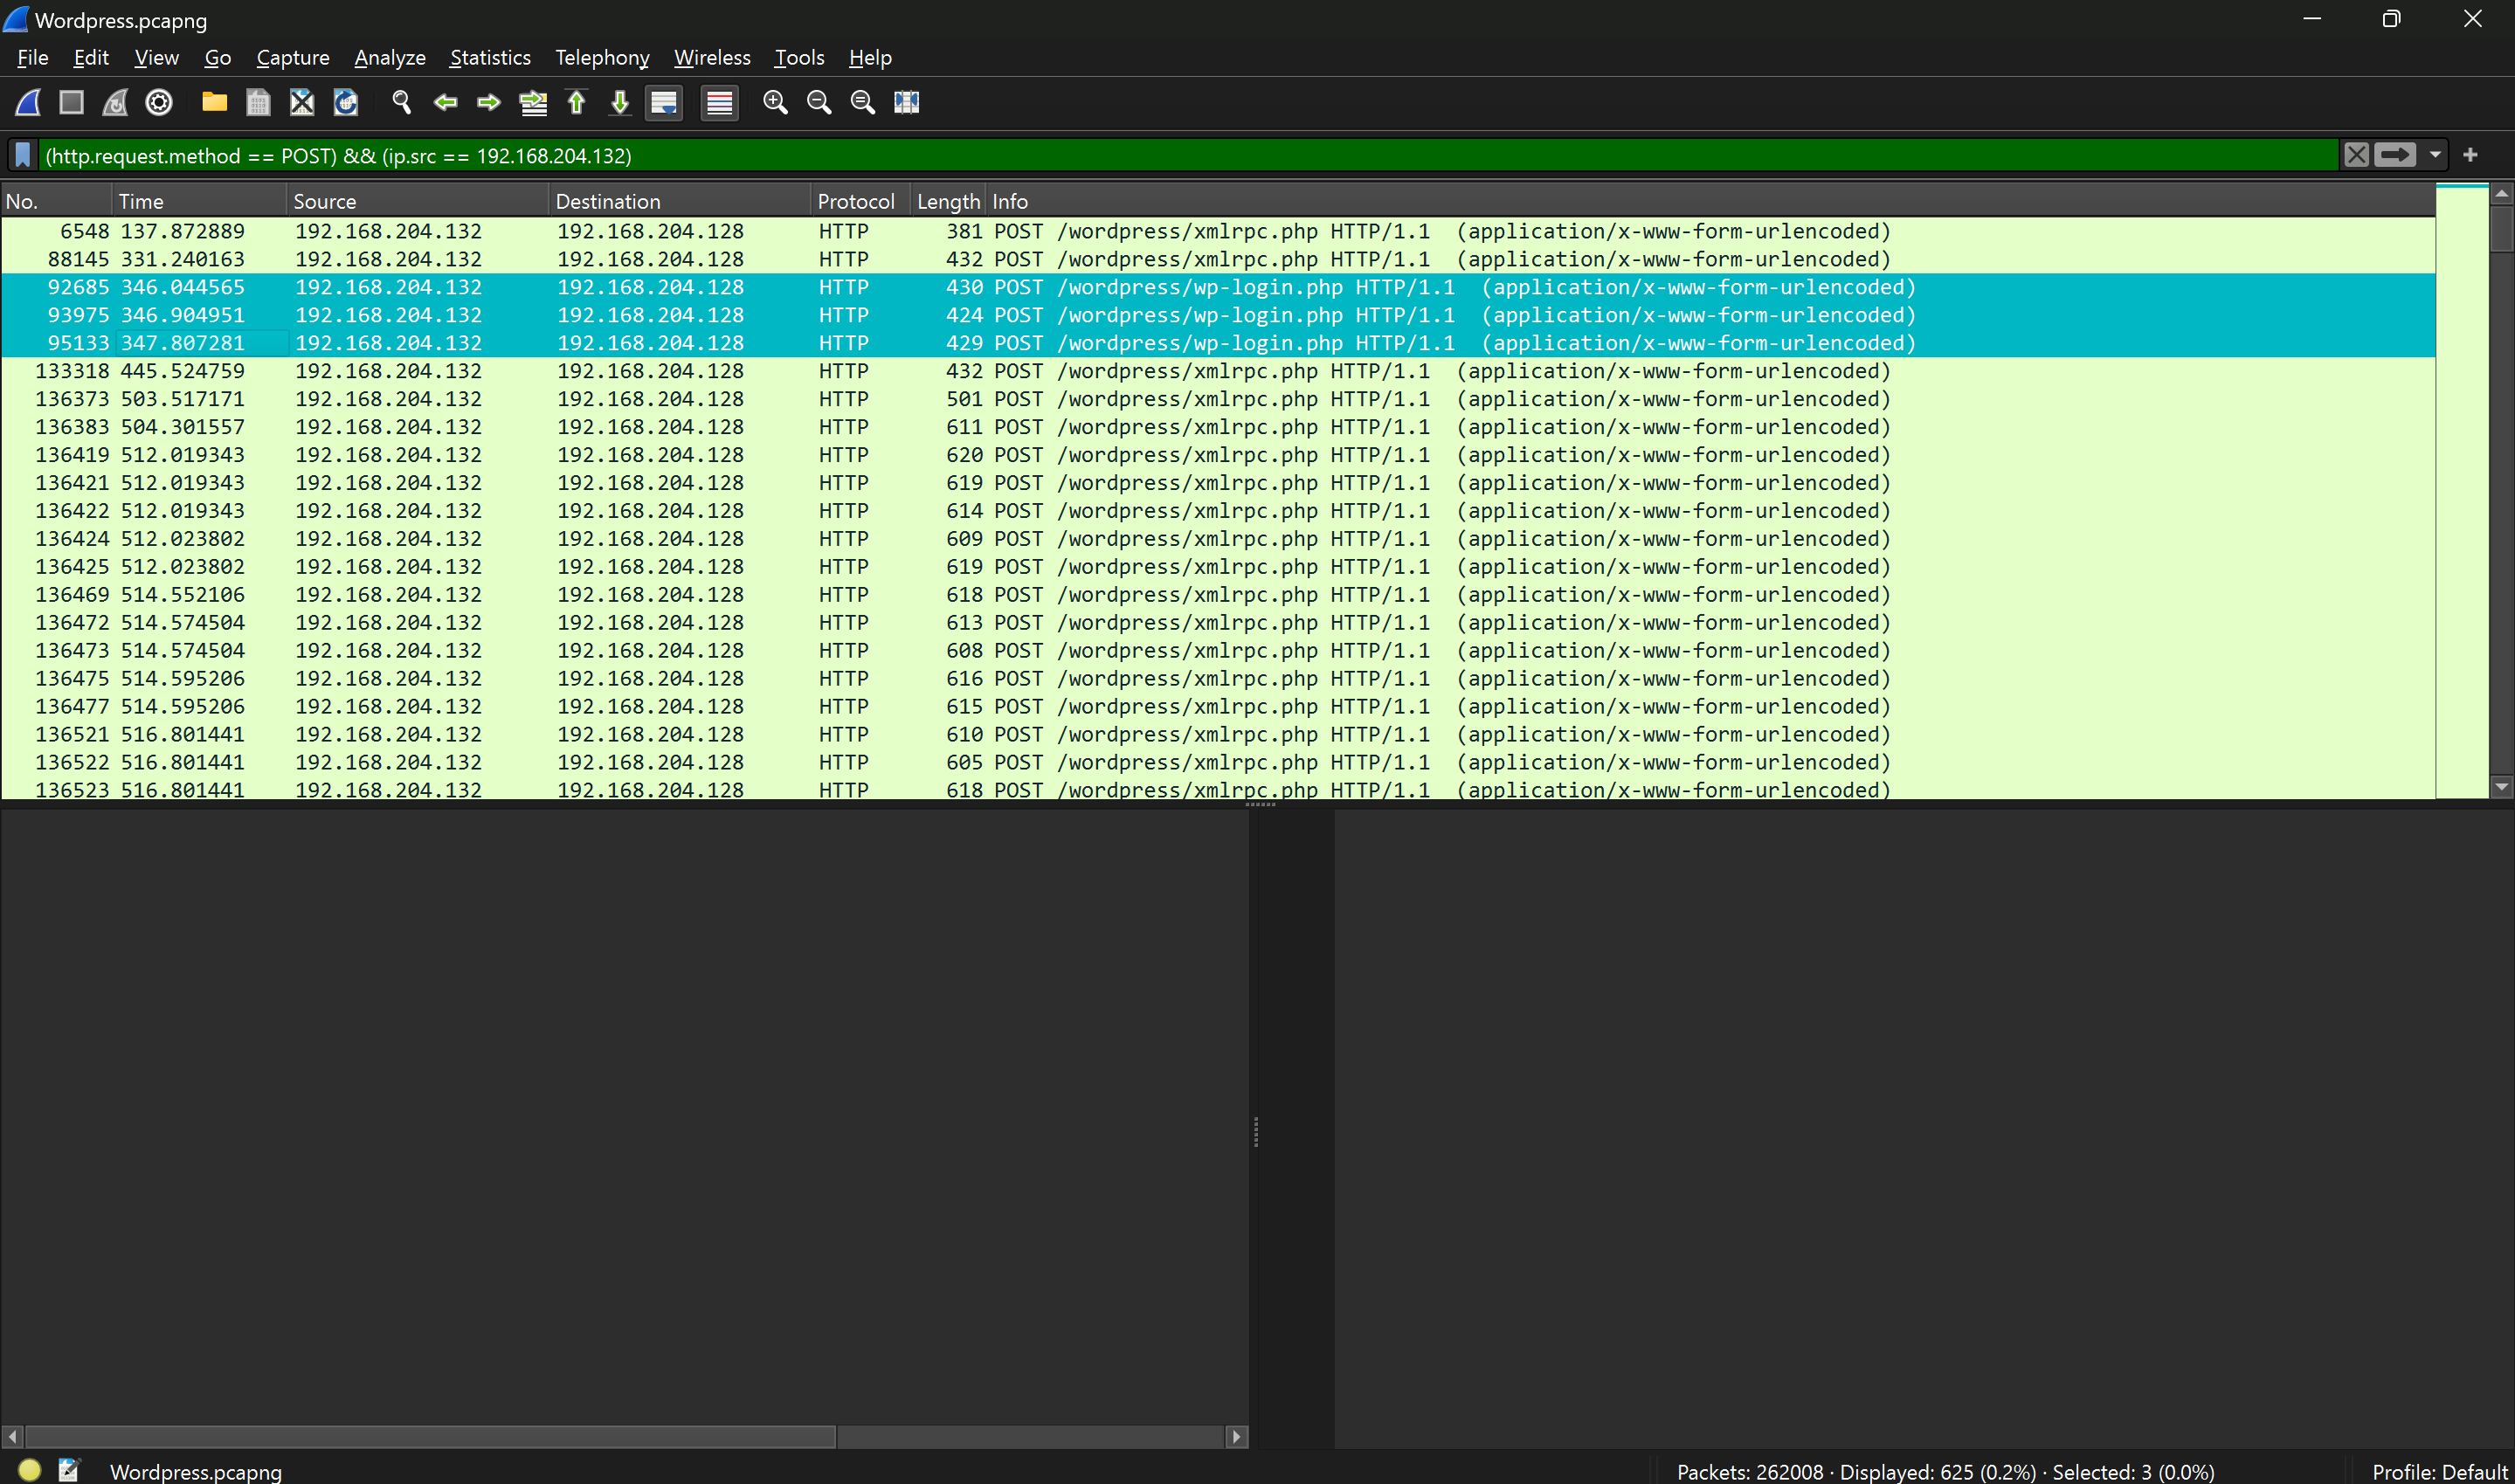 Wordpress.pcapng
File Edit View Go Capture Analyze Statistics Telephony Wireless Tools Help
(http.request.method == POST) && (ip.src == 192.168.204.132)
No. Time Source Destination Protocol Length Info
6548 137.872889 192.168.204.132 192.168.204.128 HTTP 381 POST /wordpress/xmlrpc.php HTTP/1.1 (application/x-www-form-urlencoded)
88145 331.240163 192.168.204.132 192.168.204.128 HTTP 432 POST /wordpress/xmlrpc.php HTTP/1.1 (application/x-www-form-urlencoded)
92685 346.044565 192.168.204.132 192.168.204.128 HTTP 430 POST /wordpress/wp-login.php HTTP/1.1 (application/x-www-form-urlencoded)
93975 346.904951 192.168.204.132 192.168.204.128 HTTP 424 POST /wordpress/wp-login.php HTTP/1.1 (application/x-www-form-urlencoded)
95133 347.807281 192.168.204.132 192.168.204.128 HTTP 429 POST /wordpress/wp-login.php HTTP/1.1 (application/x-www-form-urlencoded)
133318 445.524759 192.168.204.132 192.168.204.128 HTTP 432 POST /wordpress/xmlrpc.php HTTP/1.1 (application/x-www-form-urlencoded)
136373 503.517171 192.168.204.132 192.168.204.128 HTTP 501 POST /wordpress/xmlrpc.php HTTP/1.1 (application/x-www-form-urlencoded)
136383 504.301557 192.168.204.132 192.168.204.128 HTTP 611 POST /wordpress/xmlrpc.php HTTP/1.1 (application/x-www-form-urlencoded)
136419 512.019343 192.168.204.132 192.168.204.128 HTTP 620 POST /wordpress/xmlrpc.php HTTP/1.1 (application/x-www-form-urlencoded)
136421 512.019343 192.168.204.132 192.168.204.128 HTTP 619 POST /wordpress/xmlrpc.php HTTP/1.1 (application/x-www-form-urlencoded)
136422 512.019343 192.168.204.132 192.168.204.128 HTTP 614 POST /wordpress/xmlrpc.php HTTP/1.1 (application/x-www-form-urlencoded)
136424 512.023802 192.168.204.132 192.168.204.128 HTTP 609 POST /wordpress/xmlrpc.php HTTP/1.1 (application/x-www-form-urlencoded)
136425 512.023802 192.168.204.132 192.168.204.128 HTTP 619 POST /wordpress/xmlrpc.php HTTP/1.1 (application/x-www-form-urlencoded)
136469 514.552106 192.168.204.132 192.168.204.128 HTTP 618 POST /wordpress/xmlrpc.php HTTP/1.1 (application/x-www-form-urlencoded)
136472 514.574504 192.168.204.132 192.168.204.128 HTTP 613 POST /wordpress/xmlrpc.php HTTP/1.1 (application/x-www-form-urlencoded)
136473 514.574504 192.168.204.132 192.168.204.128 HTTP 608 POST /wordpress/xmlrpc.php HTTP/1.1 (application/x-www-form-urlencoded)
136475 514.595206 192.168.204.132 192.168.204.128 HTTP 616 POST /wordpress/xmlrpc.php HTTP/1.1 (application/x-www-form-urlencoded)
136477 514.595206 192.168.204.132 192.168.204.128 HTTP 615 POST /wordpress/xmlrpc.php HTTP/1.1 (application/x-www-form-urlencoded)
136521 516.801441 192.168.204.132 192.168.204.128 HTTP 610 POST /wordpress/xmlrpc.php HTTP/1.1 (application/x-www-form-urlencoded)
136522 516.801441 192.168.204.132 192.168.204.128 HTTP 605 POST /wordpress/xmlrpc.php HTTP/1.1 (application/x-www-form-urlencoded)
136523 516.801441 192.168.204.132 192.168.204.128 HTTP 618 POST /wordpress/xmlrpc.php HTTP/1.1 (application/x-www-form-urlencoded)
Wordpress.pcapng Packets: 262008 · Displayed: 625 (0.2%) · Selected: 3 (0.0%) Profile: Default